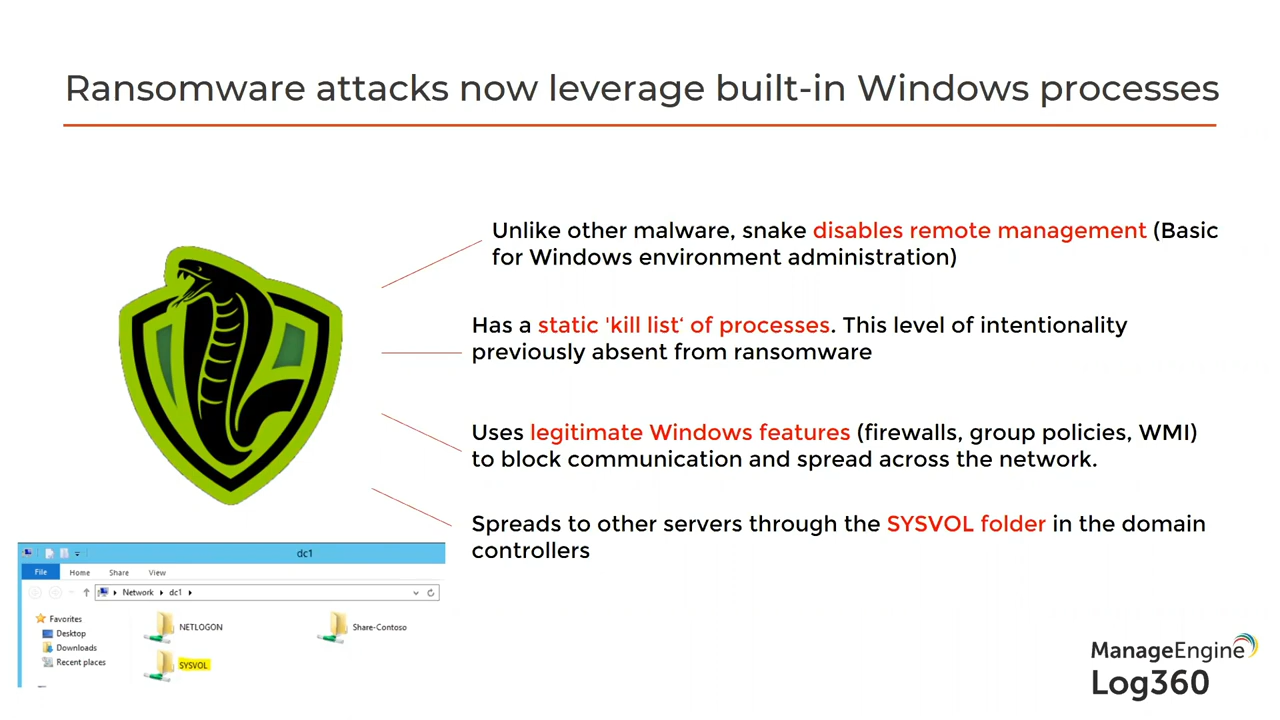 Ransomware attacks now leverage built-in Windows processes
Unlike other malware, snake disables remote management (Basic
for Windows environment administration)
Has a static 'kill list‘ of processes. This level of intentionality
previously absent from ransomware
Uses legitimate Windows features (firewalls, group policies, WMI)
to block communication and spread across the network.
Spreads to other servers through the SYSVOL folder in the domain
controllers
dc1
File Home Share View
Network dc1
Favorites
Desktop
Downloads
Recent places
NETLOGON
Share-Contoso
SYSVOL
ManageEngine
Log360